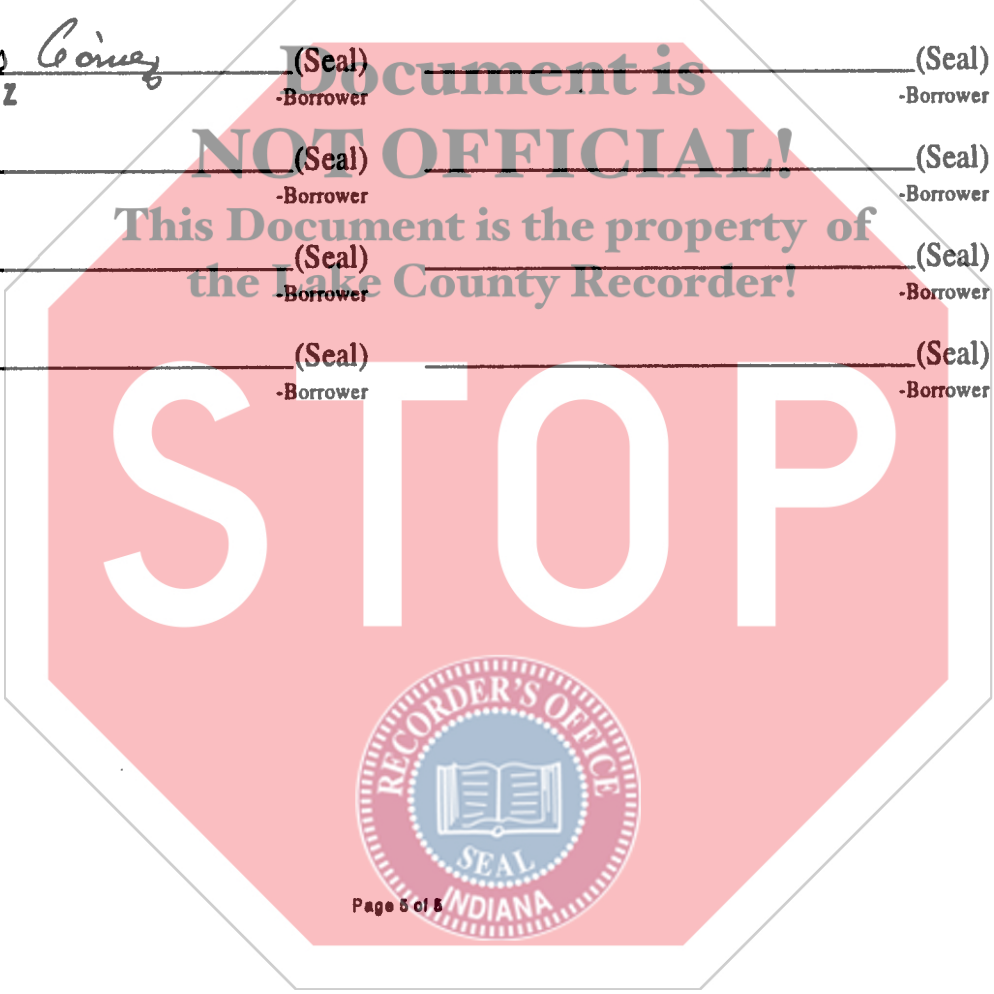 Gómez (Seal) (Seal)
z -Borrower -Borrower
Document is
NOT OFFICIAL!
(Seal) (Seal)
-Borrower -Borrower
This Document is the property of
the Lake County Recorder!
(Seal) (Seal)
-Borrower -Borrower
(Seal) (Seal)
-Borrower -Borrower
STOP
RECORDER'S OFFICE
SEAL
INDIANA
Page 5 of 5